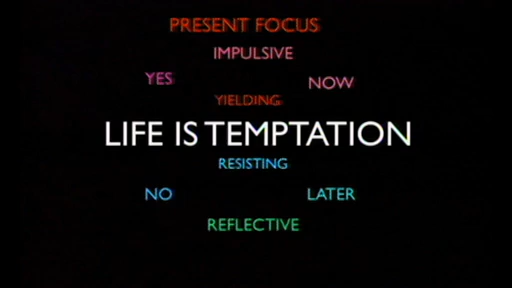 PRESENT FOCUS
IMPULSIVE
YES NOW
YIELDING
LIFE IS TEMPTATION
RESISTING
NO LATER
REFLECTIVE